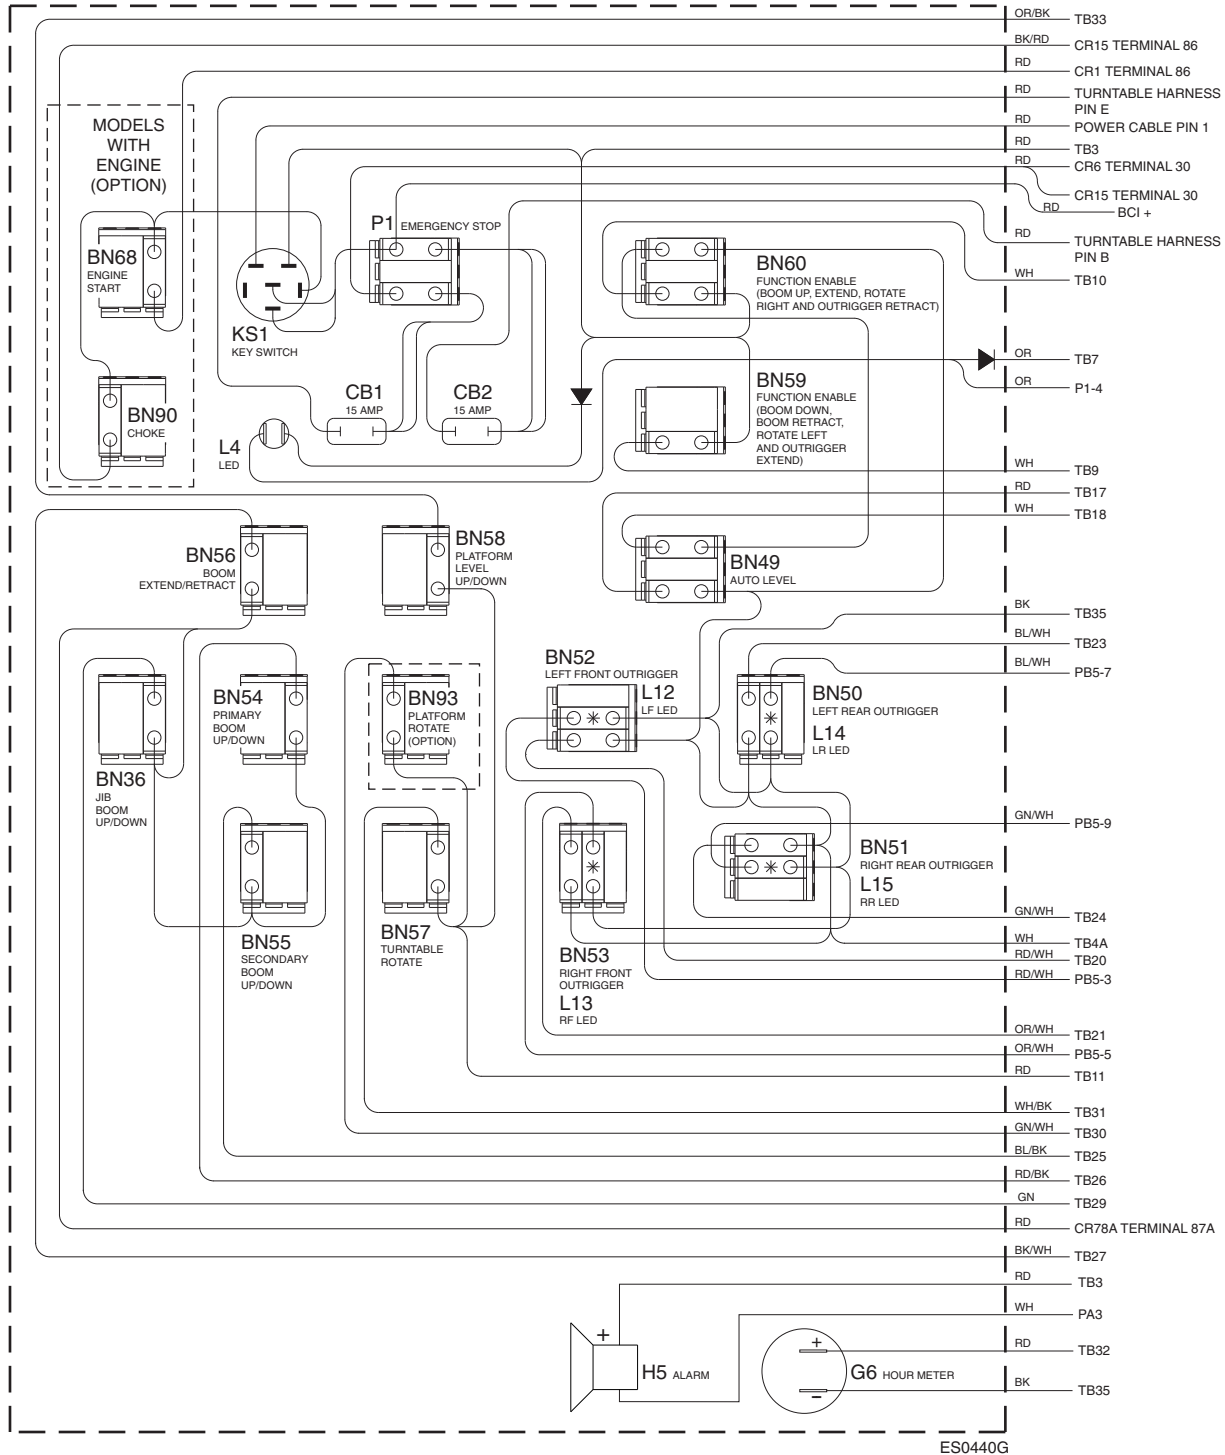 OR/BK TB33
BK/RD CR15 TERMINAL 86
RD CR1 TERMINAL 86
RD TURNTABLE HARNESS
PIN E
RD POWER CABLE PIN 1
RD TB3
RD CR6 TERMINAL 30
CR15 TERMINAL 30
RD BCI +
RD TURNTABLE HARNESS
PIN B
WH TB10
OR TB7
OR P1-4
WH TB9
RD TB17
WH TB18
BK TB35
BL/WH TB23
BL/WH PB5-7
GN/WH PB5-9
GN/WH TB24
WH TB4A
RD/WH TB20
RD/WH PB5-3
OR/WH TB21
OR/WH PB5-5
RD TB11
WH/BK TB31
GN/WH TB30
BL/BK TB25
RD/BK TB26
GN TB29
RD CR78A TERMINAL 87A
BK/WH TB27
RD TB3
WH PA3
RD TB32
BK TB35
MODELS
WITH
ENGINE
(OPTION)
BN68
ENGINE
START
BN90
CHOKE
KS1
KEY SWITCH
P1 EMERGENCY STOP
CB1
15 AMP
CB2
15 AMP
L4
LED
BN60
FUNCTION ENABLE
(BOOM UP, EXTEND, ROTATE
RIGHT AND OUTRIGGER RETRACT)
BN59
FUNCTION ENABLE
(BOOM DOWN,
BOOM RETRACT,
ROTATE LEFT
AND OUTRIGGER
EXTEND)
BN56
BOOM
EXTEND/RETRACT
BN58
PLATFORM
LEVEL
UP/DOWN
BN49
AUTO LEVEL
BN36
JIB
BOOM
UP/DOWN
BN54
PRIMARY
BOOM
UP/DOWN
BN93
PLATFORM
ROTATE
(OPTION)
BN52
LEFT FRONT OUTRIGGER
L12
LF LED
BN50
LEFT REAR OUTRIGGER
L14
LR LED
BN55
SECONDARY
BOOM
UP/DOWN
BN57
TURNTABLE
ROTATE
BN53
RIGHT FRONT
OUTRIGGER
L13
RF LED
BN51
RIGHT REAR OUTRIGGER
L15
RR LED
+
H5 ALARM
+
−
G6 HOUR METER
ES0440G